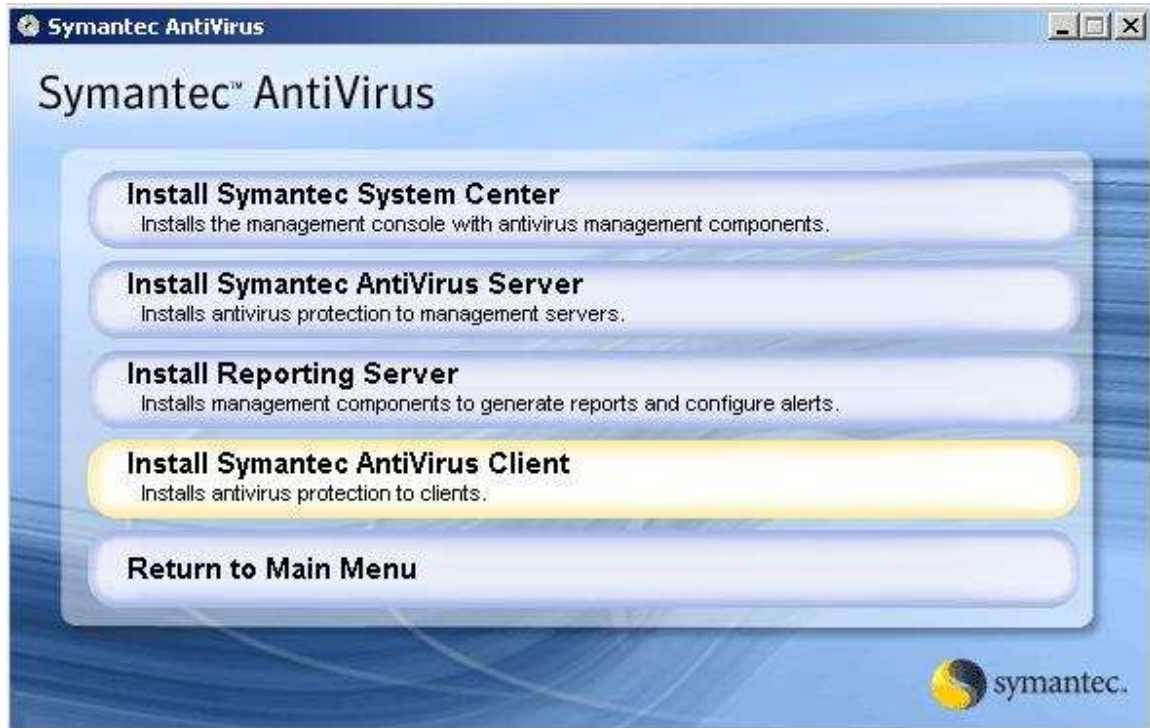 Symantec AntiVirus
Symantec™ AntiVirus
Install Symantec System Center
Installs the management console with antivirus management components.
Install Symantec AntiVirus Server
Installs antivirus protection to management servers.
Install Reporting Server
Installs management components to generate reports and configure alerts.
Install Symantec AntiVirus Client
Installs antivirus protection to clients.
Return to Main Menu
symantec.